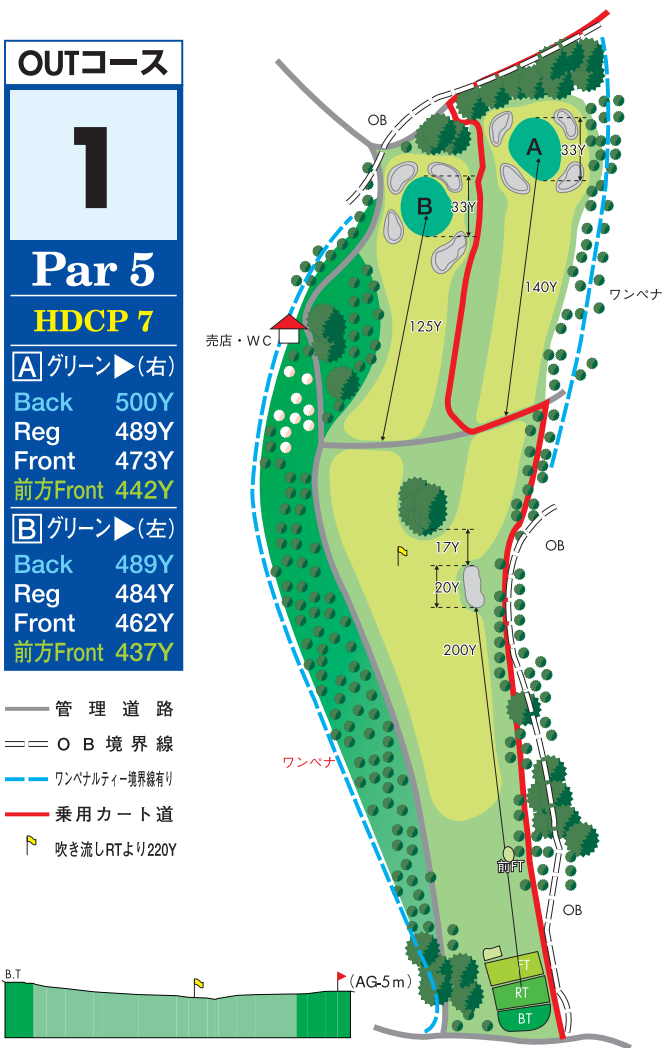 OUTコース
1
Par 5
HDCP 7
A グリーン▶(右)
Back 500Y
Reg 489Y
Front 473Y
前方Front 442Y
B グリーン▶(左)
Back 489Y
Reg 484Y
Front 462Y
前方Front 437Y
管理道路
OB境界線
ワンペナルティー境界線有り
乗用カート道
吹き流しRTより220Y
B.T
(AG-5m)
OB
A
33Y
B
33Y
140Y
ワンペナ
125Y
売店・WC
17Y
OB
20Y
200Y
ワンペナ
前FT
OB
FT
RT
BT